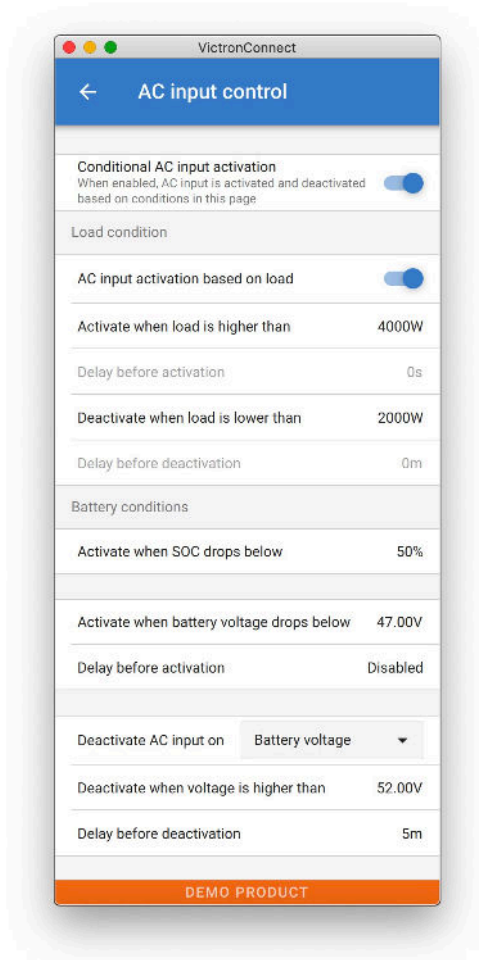 VictronConnect
AC input control
Conditional AC input activation
When enabled, AC input is activated and deactivated
based on conditions in this page
Load condition
AC input activation based on load
Activate when load is higher than 4000W
Delay before activation 0s
Deactivate when load is lower than 2000W
Delay before deactivation 0m
Battery conditions
Activate when SOC drops below 50%
Activate when battery voltage drops below 47.00V
Delay before activation Disabled
Deactivate AC input on Battery voltage
Deactivate when voltage is higher than 52.00V
Delay before deactivation 5m
DEMO PRODUCT